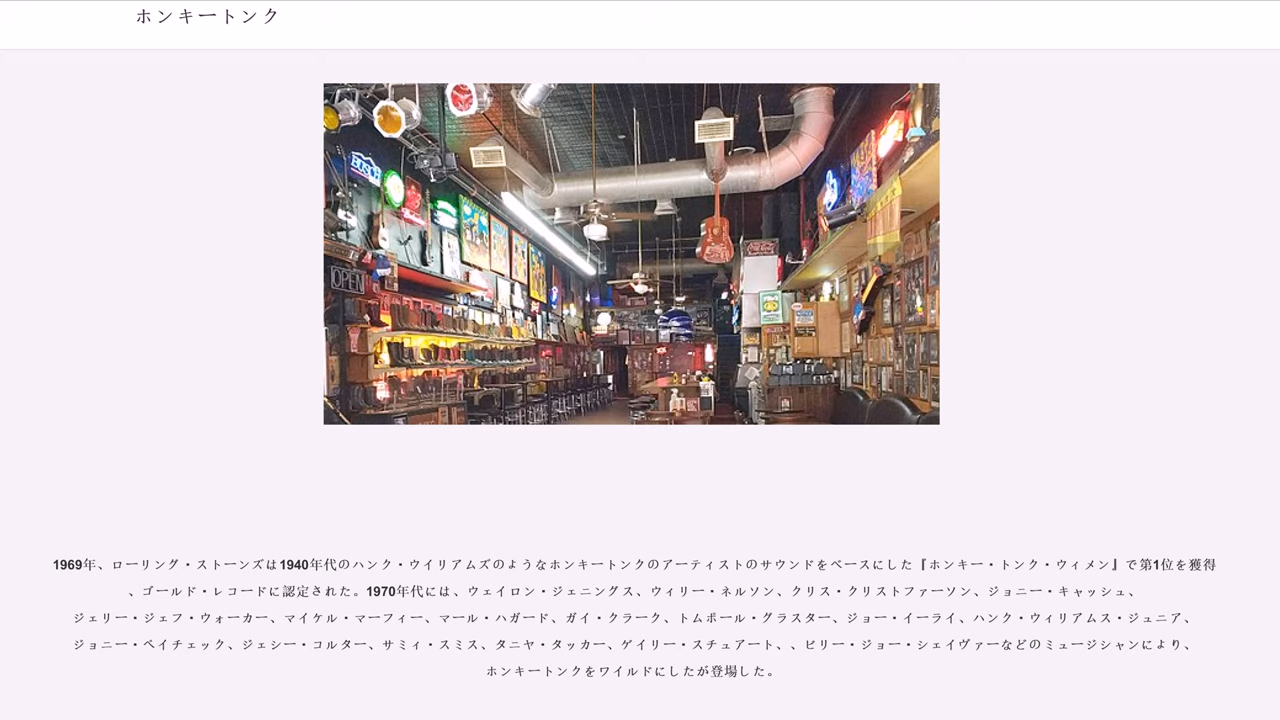 ホンキートンク
BUSCH
OPEN
1969年、ローリング・ストーンズは1940年代のハンク・ウイリアムズのようなホンキートンクのアーティストのサウンドをベースにした『ホンキー・トンク・ウィメン』で第1位を獲得
、ゴールド・レコードに認定された。1970年代には、ウェイロン・ジェニングス、ウィリー・ネルソン、クリス・クリストファーソン、ジョニー・キャッシュ、
ジェリー・ジェフ・ウォーカー、マイケル・マーフィー、マール・ハガード、ガイ・クラーク、トムポール・グラスター、ジョー・イーライ、ハンク・ウィリアムス・ジュニア、
ジョニー・ペイチェック、ジェシー・コルター、サミィ・スミス、タニヤ・タッカー、ゲイリー・スチュアート、、ビリー・ジョー・シェイヴァーなどのミュージシャンにより、
ホンキートンクをワイルドにしたが登場した。